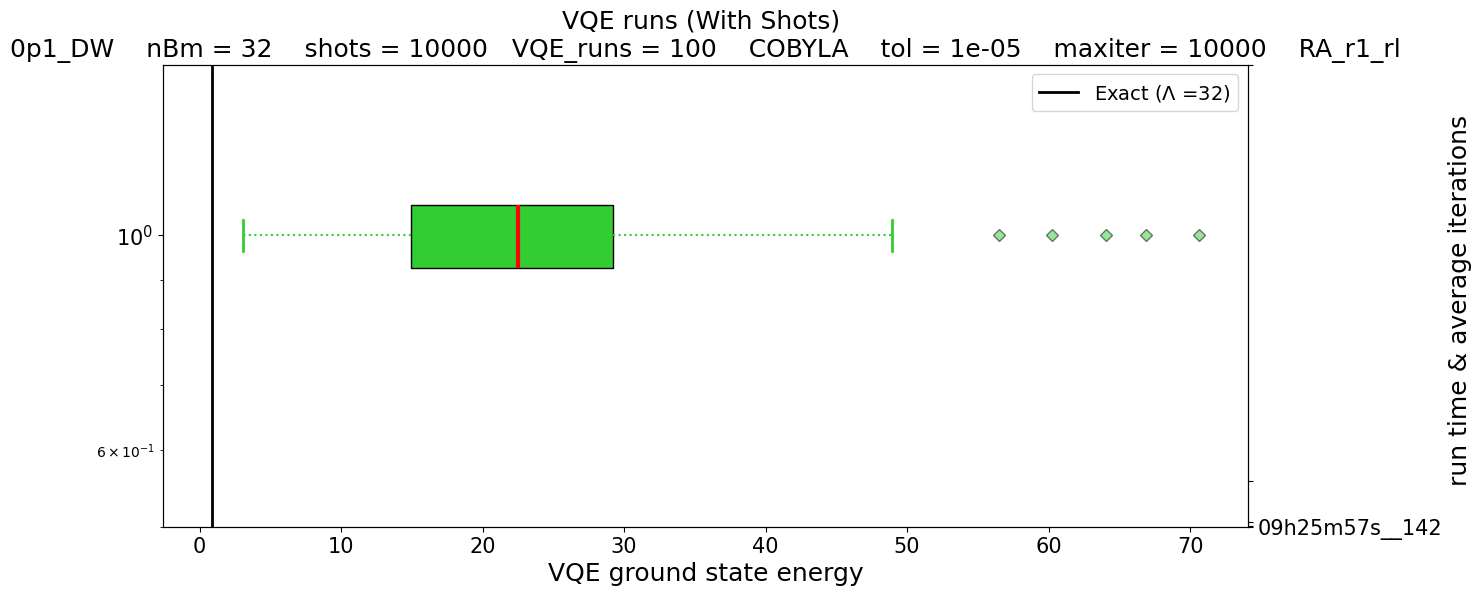 VQE runs (With Shots)
0p1_DW nBm = 32 shots = 10000 VQE_runs = 100 COBYLA tol = 1e-05 maxiter = 10000 RA_r1_rl
Exact (Λ =32)
10⁰
6 × 10⁻¹
0 10 20 30 40 50 60 70
VQE ground state energy
run time & average iterations
09h25m57s__142